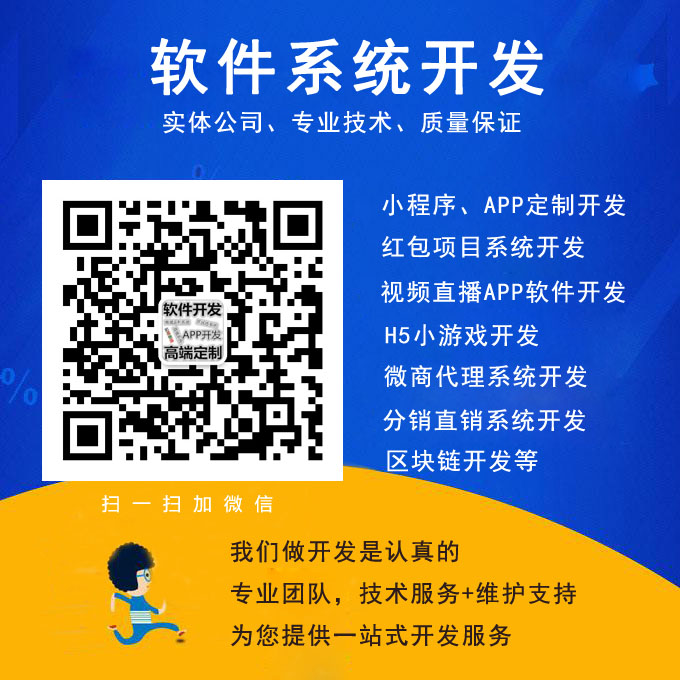 软件系统开发
实体公司、专业技术、质量保证
小程序、APP定制开发
红包项目系统开发
视频直播APP软件开发
H5小游戏开发
微商代理系统开发
分销直销系统开发
区块链开发等
软件开发
APP开发
高端定制
扫一扫加微信
%
%
我们做开发是认真的
专业团队，技术服务+维护支持
为您提供一站式开发服务